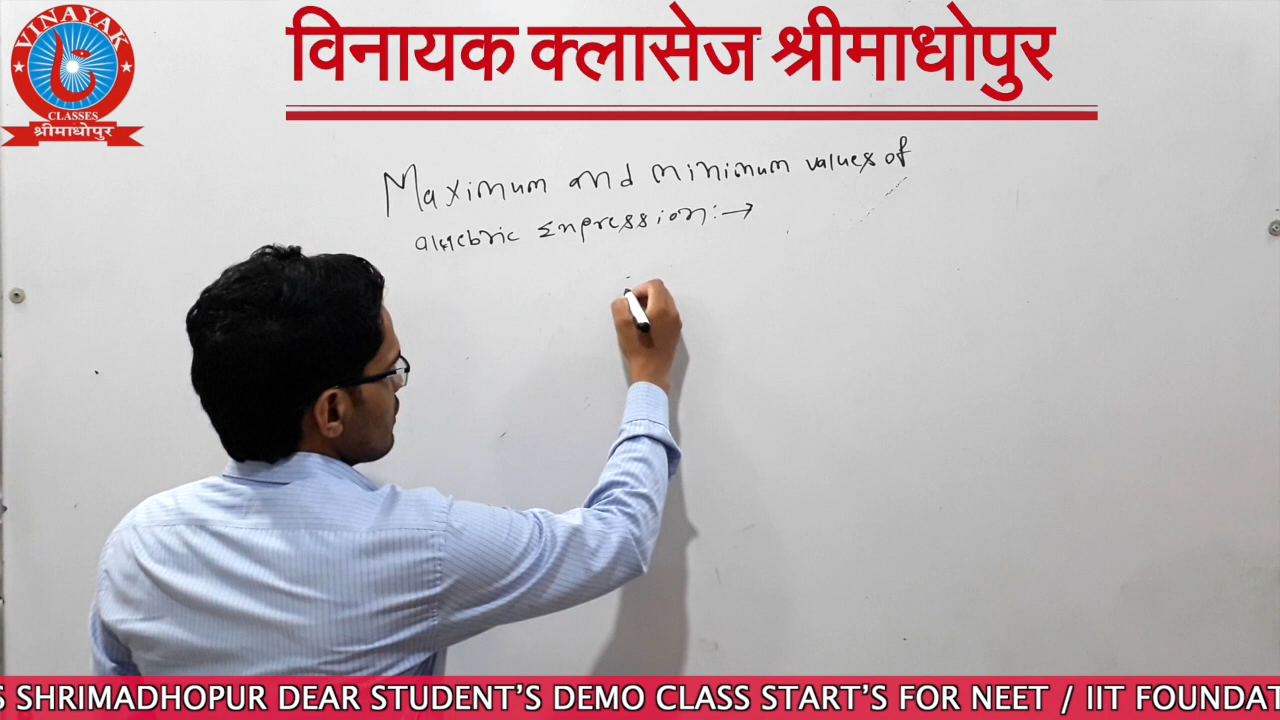 VINAYAK
CLASSES
श्रीमाधोपुर
विनायक क्लासेज श्रीमाधोपुर
Maximum and minimum values of
algebric Expression:→
S SHRIMADHOPUR DEAR STUDENT’S DEMO CLASS START’S FOR NEET / IIT FOUNDAT